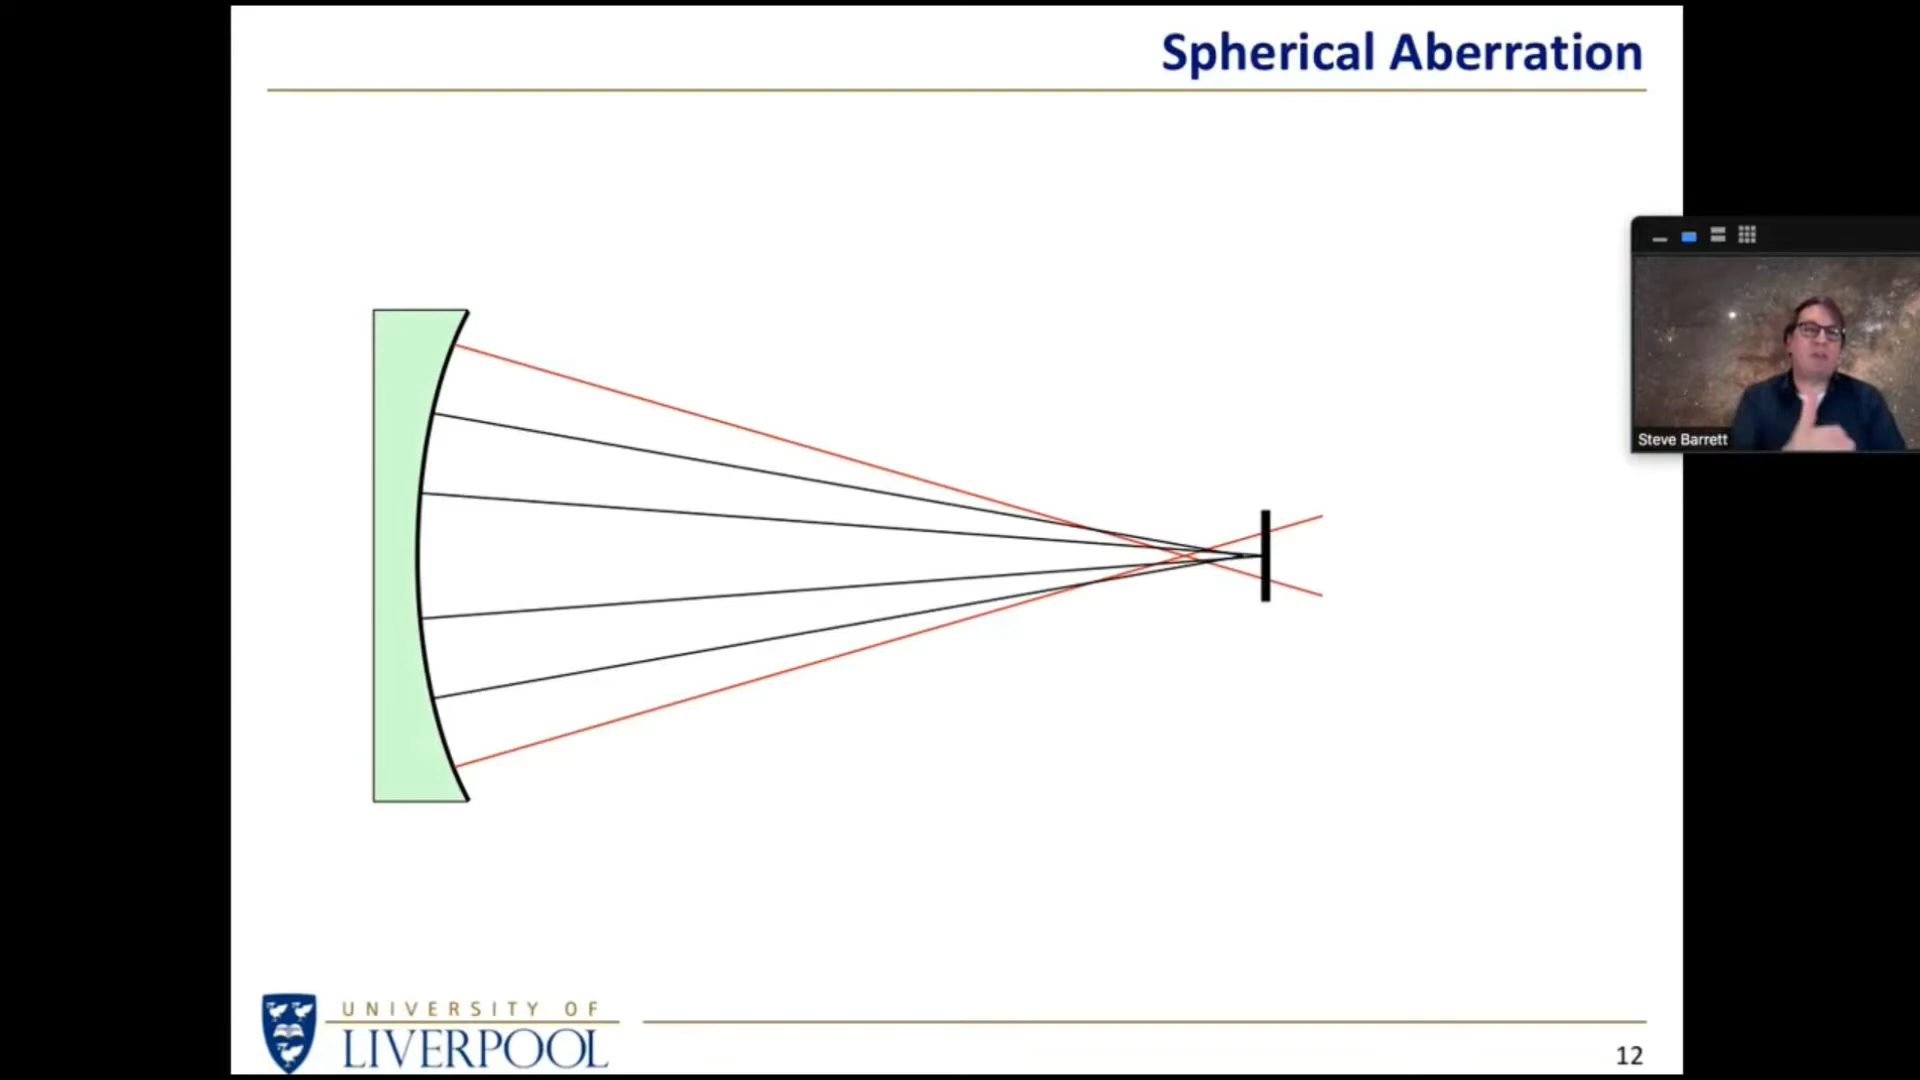 Spherical Aberration
Steve Barrett
UNIVERSITY OF
LIVERPOOL
12